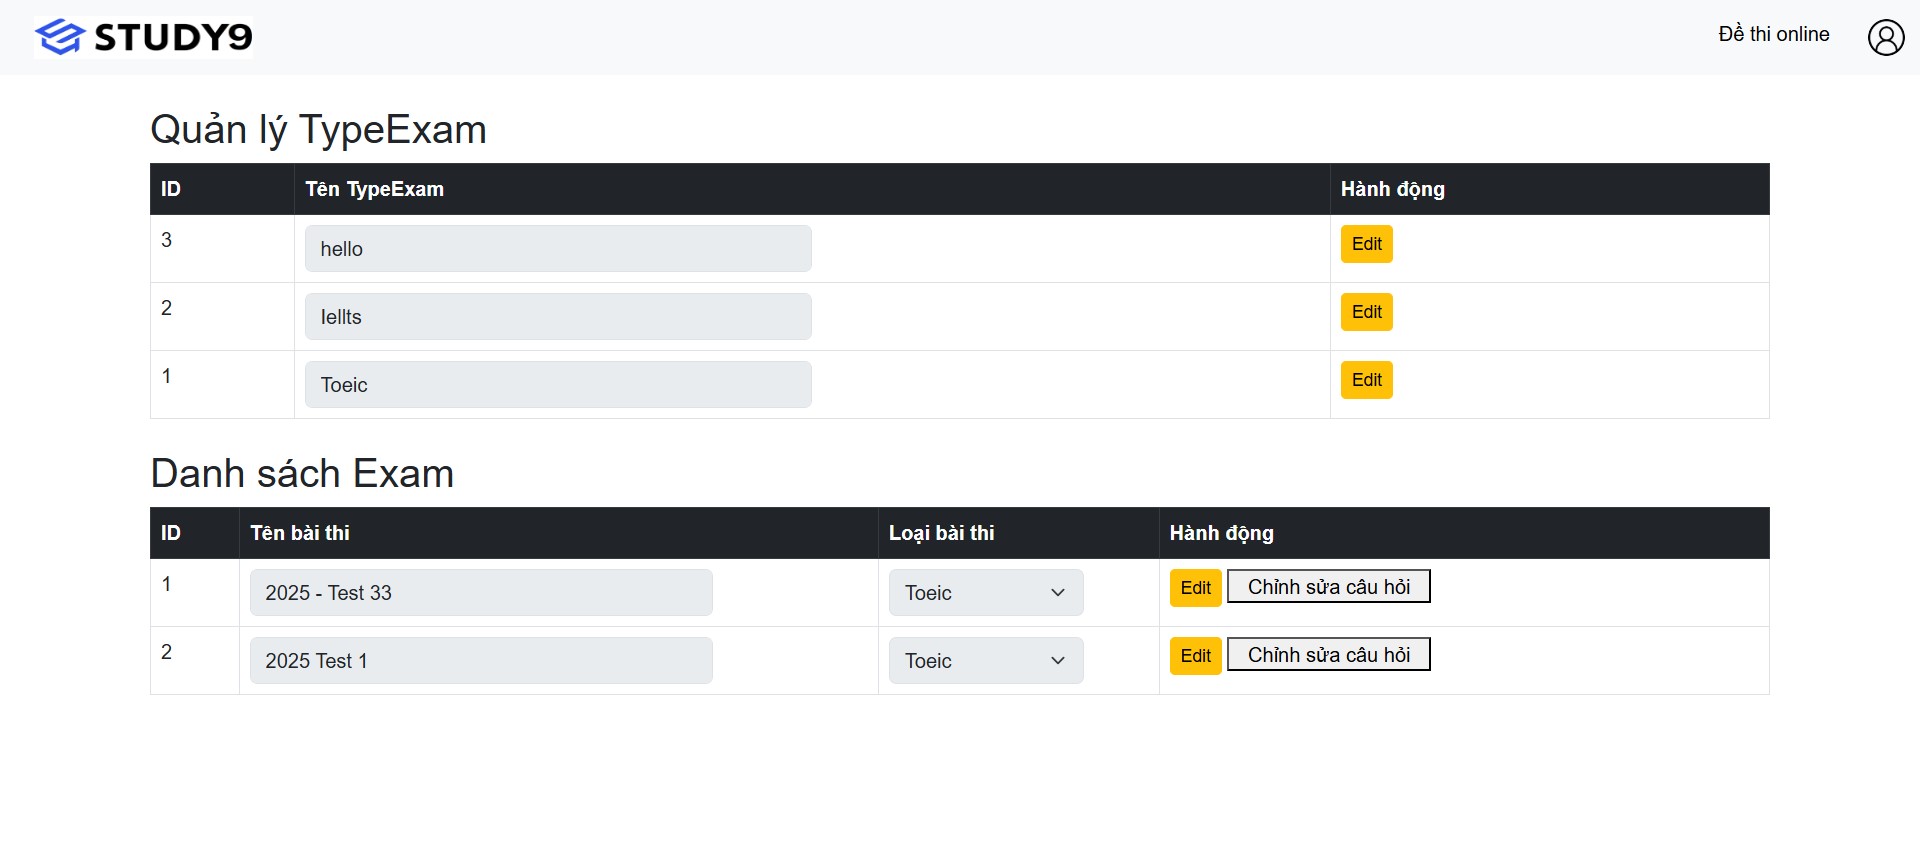 STUDY9
Đề thi online
Quản lý TypeExam
ID Tên TypeExam Hành động
3 hello Edit
2 Iellts Edit
1 Toeic Edit
Danh sách Exam
ID Tên bài thi Loại bài thi Hành động
1 2025 - Test 33 Toeic Edit Chỉnh sửa câu hỏi
2 2025 Test 1 Toeic Edit Chỉnh sửa câu hỏi